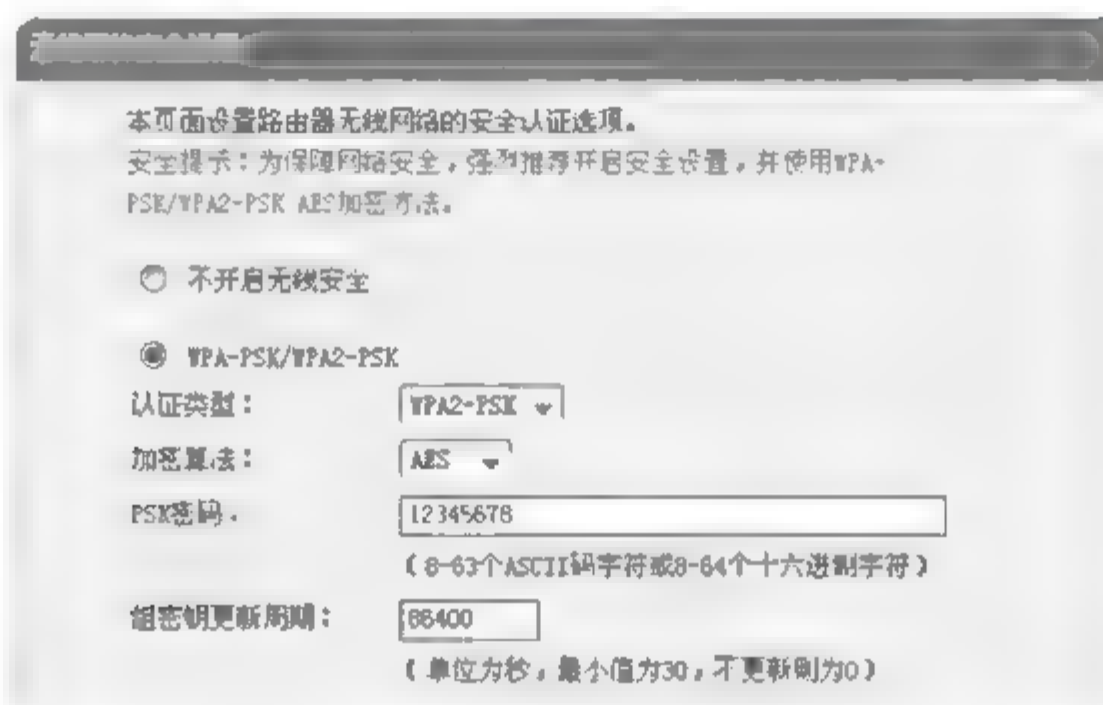 本页面设置路由器无线网络的安全认证选项。
安全提示：为保障网络安全，强烈推荐开启安全设置，并使用WPA-
PSK/WPA2-PSK AES加密方法。
不开启无线安全
WPA-PSK/WPA2-PSK
认证类型： WPA2-PSK
加密算法： AES
PSK密码： 12345678
（8-63个ASCII码字符或8-64个十六进制字符）
组密钥更新周期： 86400
（单位为秒，最小值为30，不更新则为0）